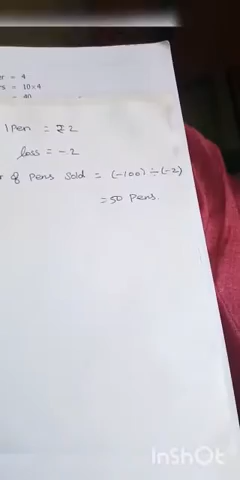 = 4
= 10×4
= 40
1 Pen = ₹2
loss = -2
of pens sold = (-100) ÷ (-2)
= 50 Pens.
InShOt